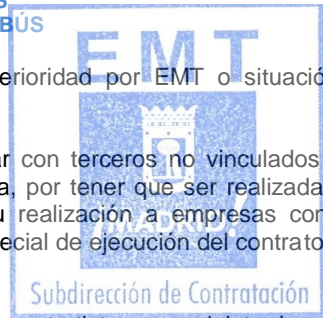 BÚS
EMT
erioridad por EMT o situació
ar con terceros no vinculados
a, por tener que ser realizada
u realización a empresas con
ecial de ejecución del contrato
¡MADRID!
Subdirección de Contratación